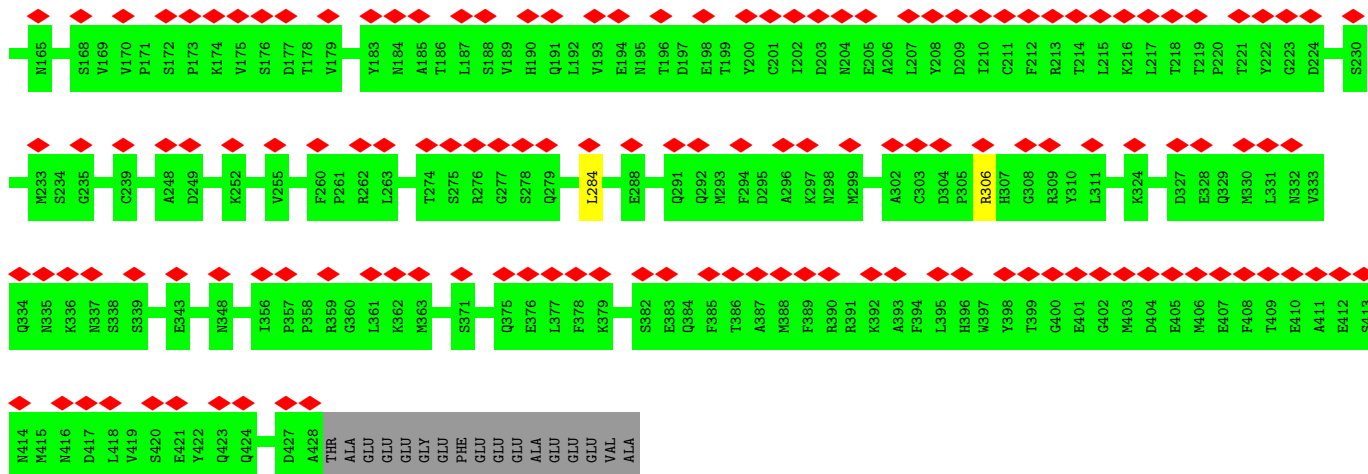 N165 S168 V169 V170 P171 S172 P173 K174 V175 S176 D177 T178 V179 Y183 N184 A185 T186 L187 S188 V189 H190 Q191 L192 V193 E194 N195 T196 D197 E198 T199 Y200 C201 I202 D203 N204 E205 A206 L207 Y208 D209 I210 C211 F212 R213 T214 L215 K216 L217 T218 T219 P220 T221 Y222 G223 D224 S230
M233 S234 G235 C239 A248 D249 K252 V255 F260 P261 R262 L263 T274 S275 R276 G277 S278 Q279 L284 E288 Q291 Q292 M293 F294 D295 A296 K297 N298 M299 A302 C303 D304 P305 R306 H307 G308 R309 Y310 L311 K324 D327 E328 Q329 M330 L331 N332 V333
Q334 N335 K336 N337 S338 S339 E343 N348 I356 P357 P358 R359 G360 L361 K362 M363 S371 Q375 E376 L377 F378 K379 S382 E383 Q384 F385 T386 A387 M388 F389 R390 R391 K392 A393 F394 L395 H396 W397 Y398 T399 G400 E401 G402 M403 D404 E405 M406 E407 F408 T409 E410 A411 E412 S413
N414 M415 N416 D417 L418 V419 S420 E421 Y422 Q423 Q424 D427 A428 THR ALA GLU GLU GLU GLY GLU PHE GLU GLU GLU ALA GLU GLU GLU VAL ALA